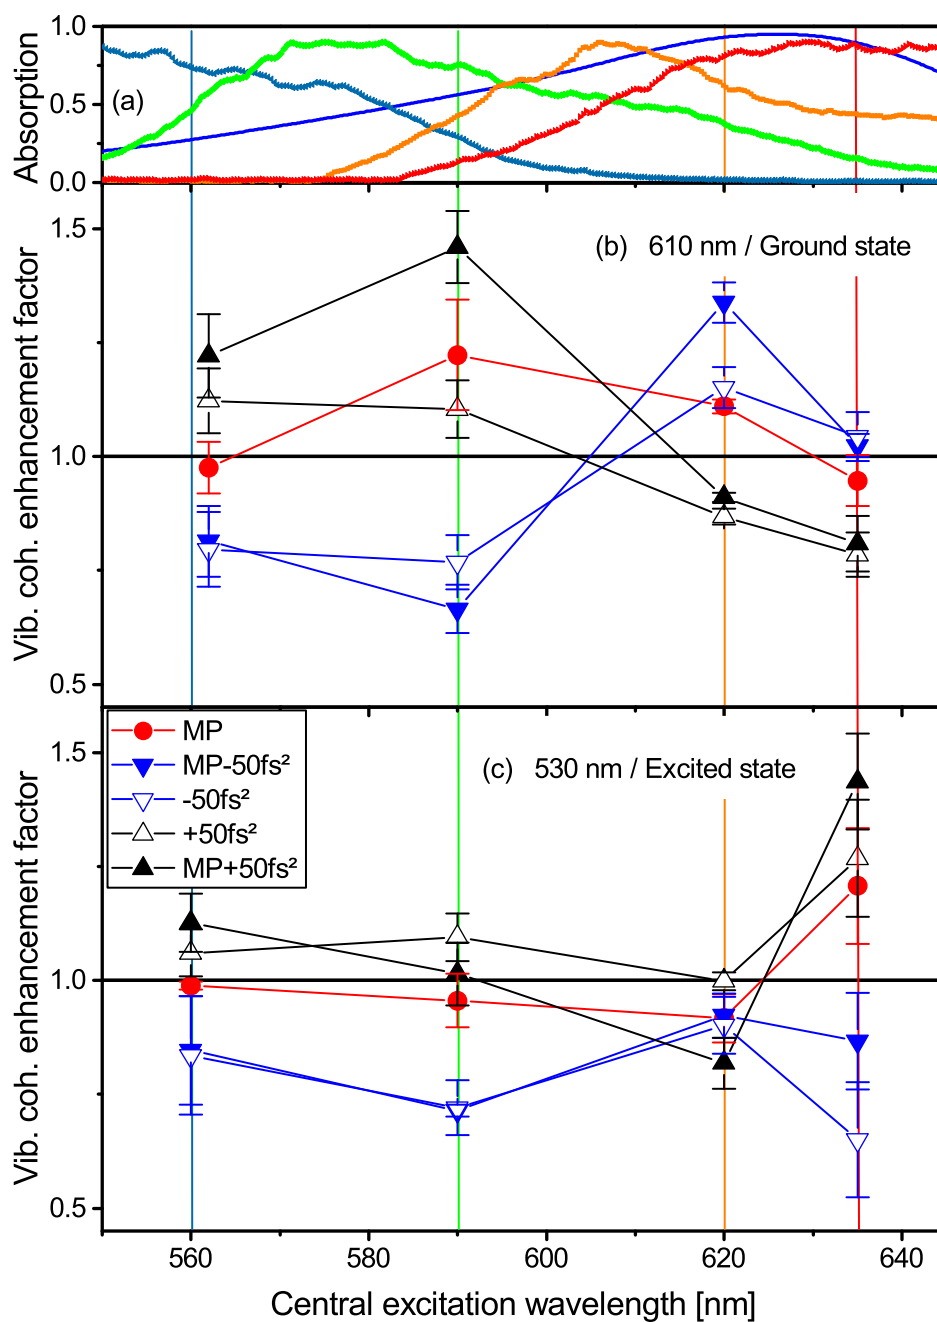 Absorption
1.0
0.5
0.0
(a)
Vib. coh. enhancement factor
1.5
1.0
0.5
(b) 610 nm / Ground state
Vib. coh. enhancement factor
1.5
1.0
0.5
(c) 530 nm / Excited state
MP
MP-50fs²
-50fs²
+50fs²
MP+50fs²
560 580 600 620 640
Central excitation wavelength [nm]